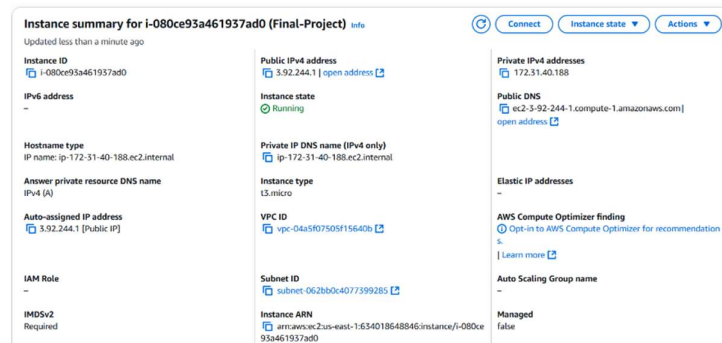 Instance summary for i-080ce93a461937ad0 (Final-Project) Info
Connect
Instance state
Actions
Updated less than a minute ago
Instance ID
i-080ce93a461937ad0
Public IPv4 address
3.92.244.1 | open address
Private IPv4 addresses
172.31.40.188
IPv6 address
–
Instance state
Running
Public DNS
ec2-3-92-244-1.compute-1.amazonaws.com |
open address
Hostname type
IP name: ip-172-31-40-188.ec2.internal
Private IP DNS name (IPv4 only)
ip-172-31-40-188.ec2.internal
Answer private resource DNS name
IPv4 (A)
Instance type
t3.micro
Elastic IP addresses
–
Auto-assigned IP address
3.92.244.1 [Public IP]
VPC ID
vpc-04a5f07505f15640b
AWS Compute Optimizer finding
Opt-in to AWS Compute Optimizer for recommendation
s.
| Learn more
IAM Role
–
Subnet ID
subnet-062bb0c4077399285
Auto Scaling Group name
–
IMDSv2
Required
Instance ARN
arn:aws:ec2:us-east-1:634018648846:instance/i-080ce
93a461937ad0
Managed
false